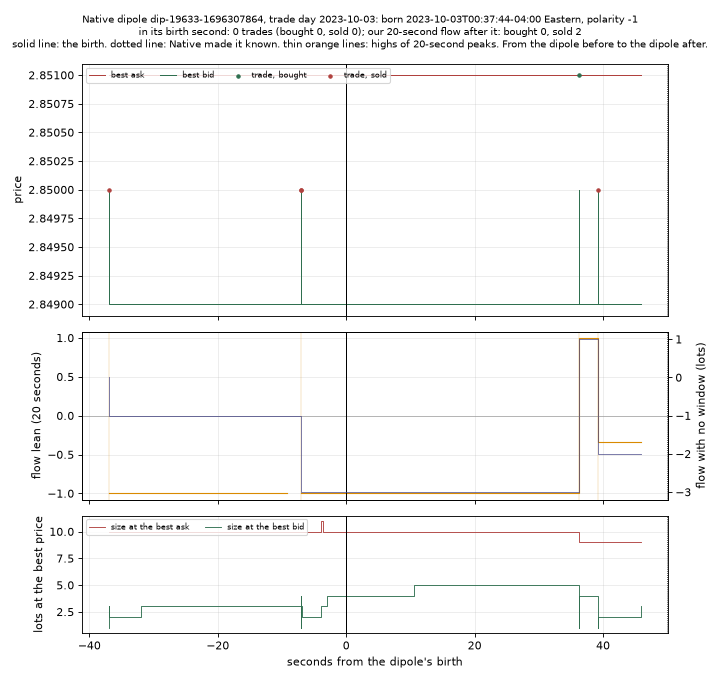 Native dipole dip-19633-1696307864, trade day 2023-10-03: born 2023-10-03T00:37:44-04:00 Eastern, polarity -1
in its birth second: 0 trades (bought 0, sold 0); our 20-second flow after it: bought 0, sold 2
solid line: the birth. dotted line: Native made it known. thin orange lines: highs of 20-second peaks. From the dipole before to the dipole after.
best ask best bid trade, bought trade, sold
2.85100
2.85075
2.85050
2.85025
2.85000
2.84975
2.84950
2.84925
2.84900
price
1.0
0.5
0.0
−0.5
−1.0
flow lean (20 seconds)
1
0
−1
−2
−3
flow with no window (lots)
size at the best ask size at the best bid
10.0
7.5
5.0
2.5
lots at the best price
−40 −20 0 20 40
seconds from the dipole's birth